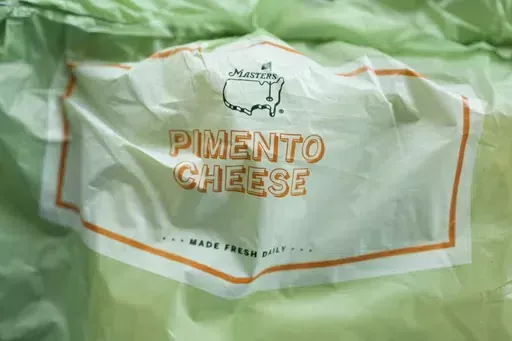 MASTERS
®
PIMENTO
CHEESE
• • • MADE FRESH DAILY • • •